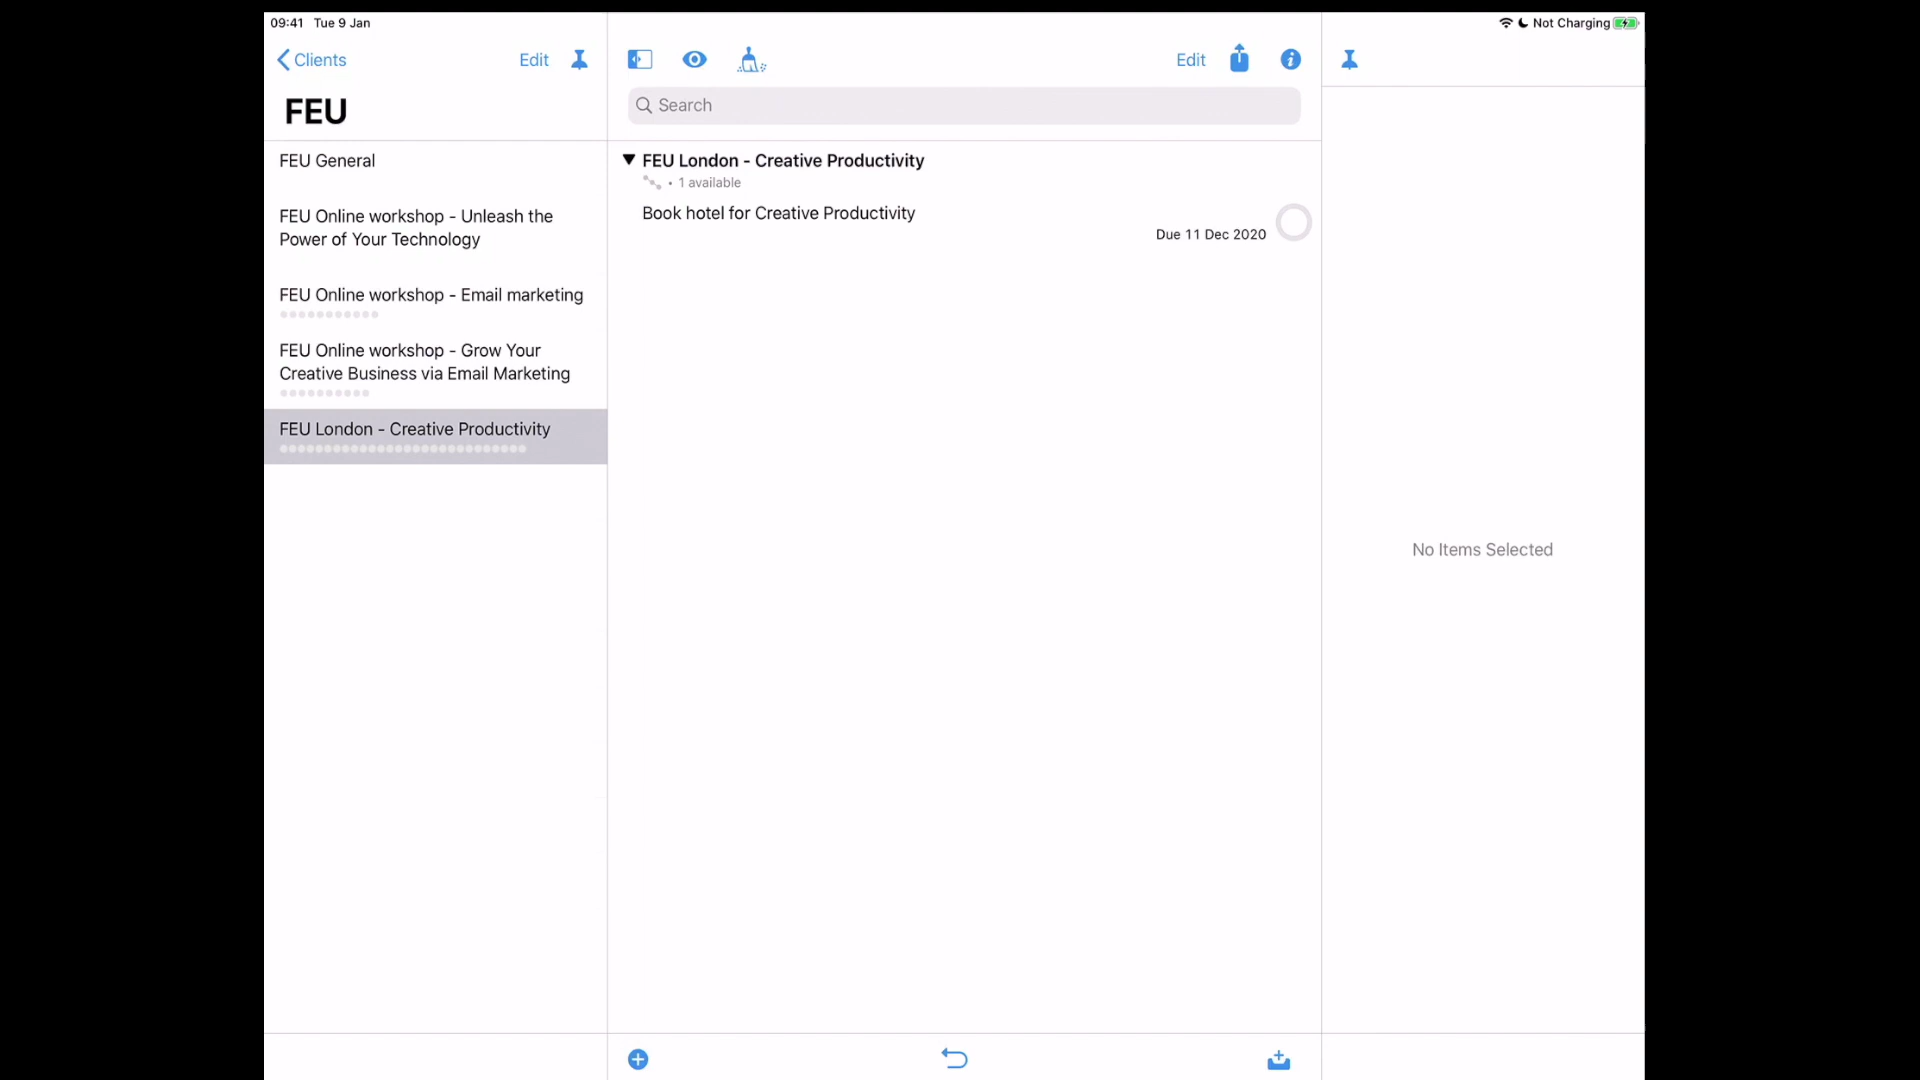 09:41 Tue 9 Jan
Not Charging
Clients
Edit
FEU
FEU General
FEU Online workshop - Unleash the
Power of Your Technology
FEU Online workshop - Email marketing
FEU Online workshop - Grow Your
Creative Business via Email Marketing
FEU London - Creative Productivity
Edit
Search
FEU London - Creative Productivity
• 1 available
Book hotel for Creative Productivity
Due 11 Dec 2020
No Items Selected